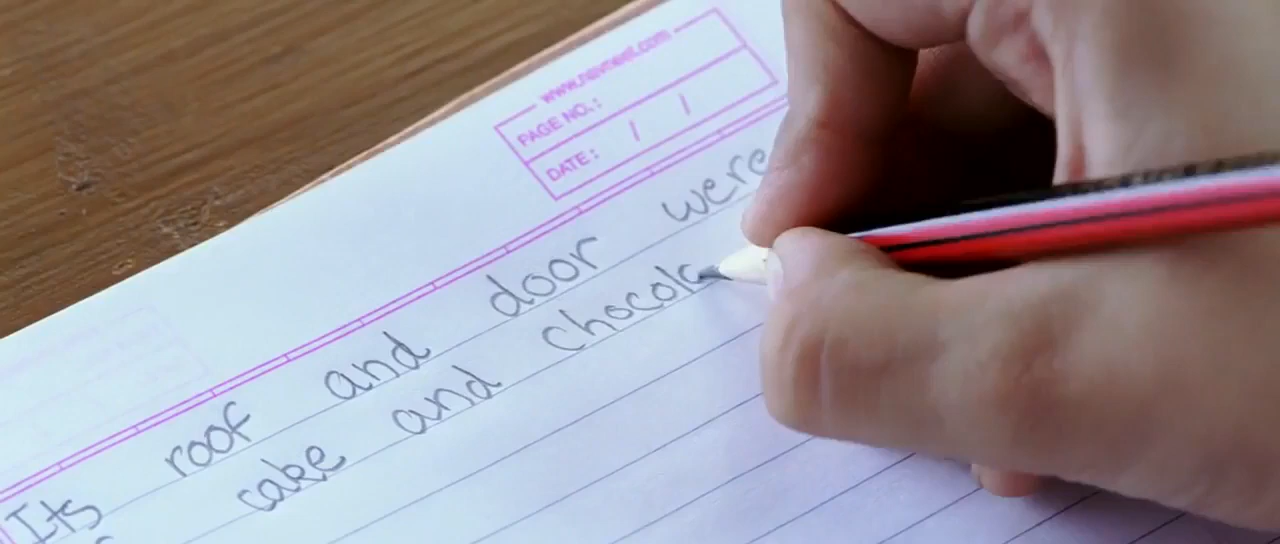 www.navneet.com
PAGE NO.:
DATE: / /
Its roof and door were
cake and chocola